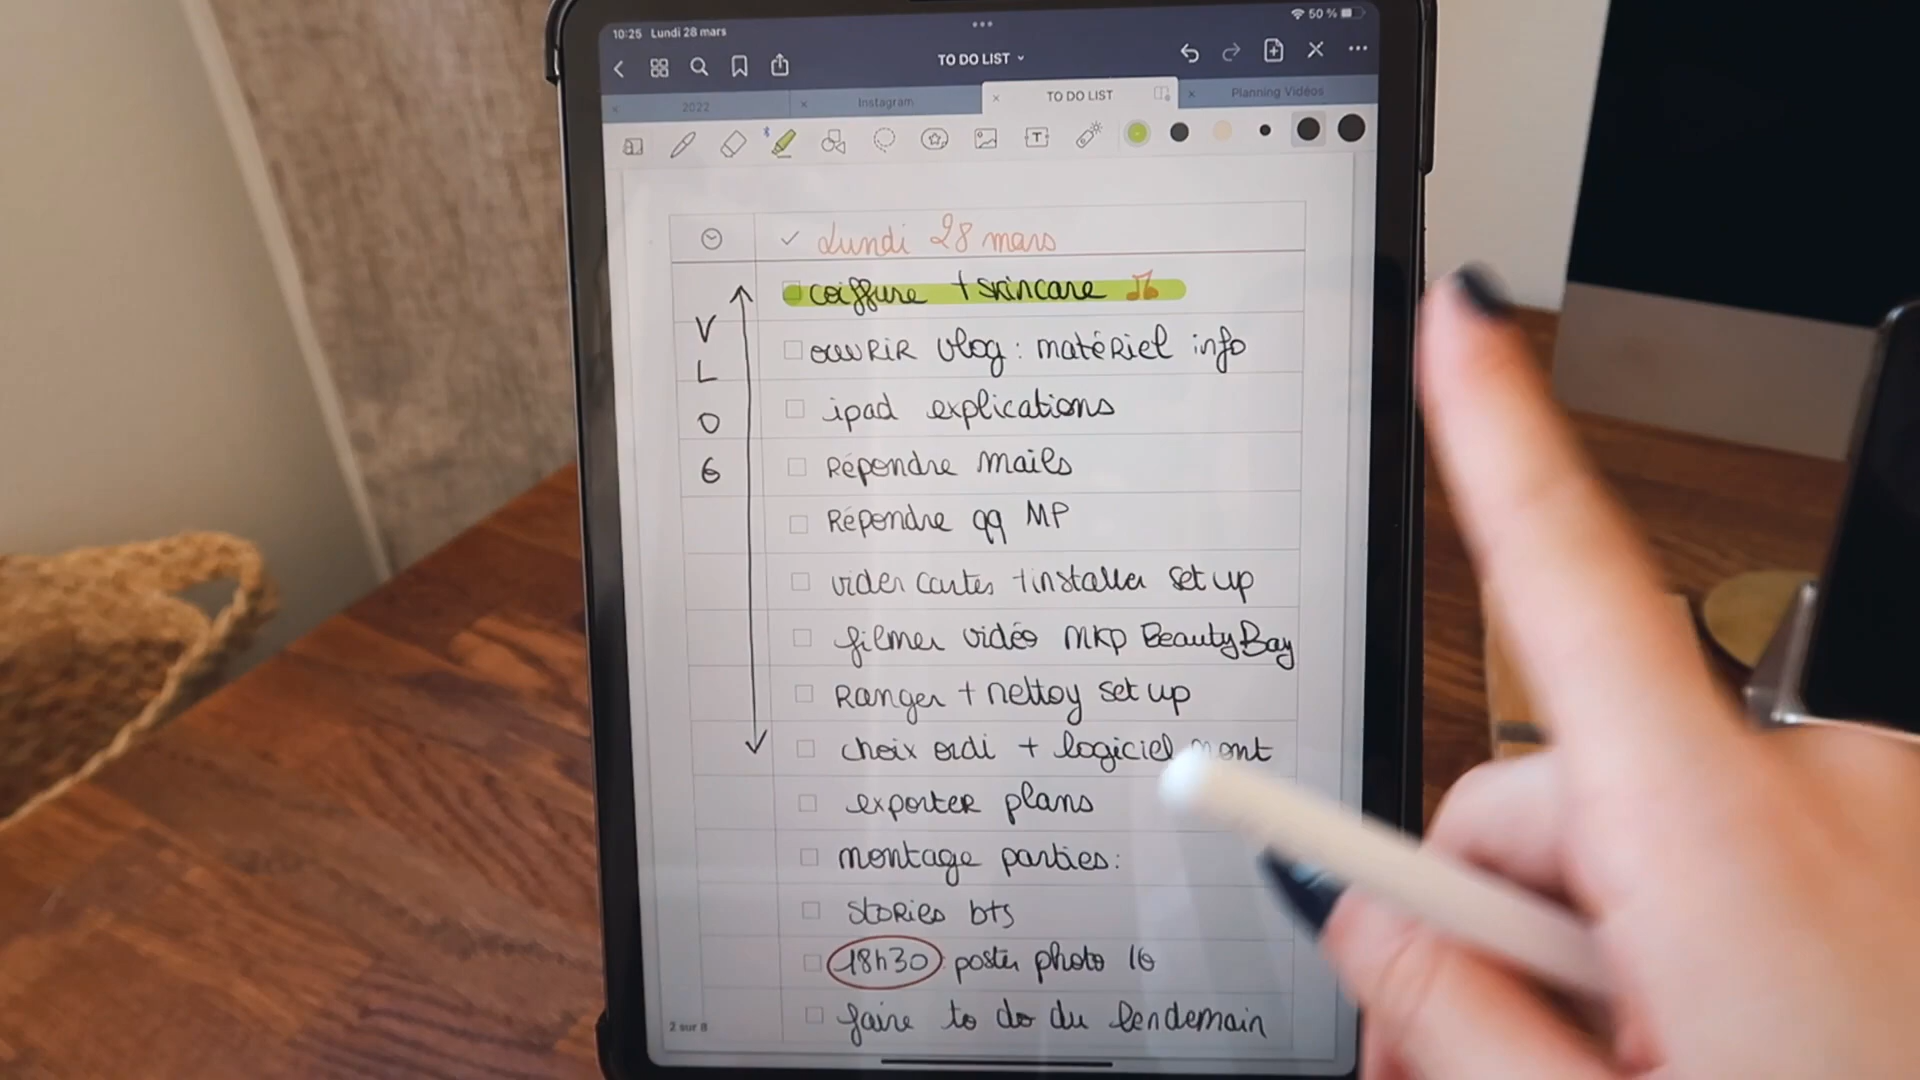 10:25 Lundi 28 mars
50 %
TO DO LIST
2022
Instagram
TO DO LIST
Planning Vidéos
Lundi 28 mars
VLOG
coiffure + skincare
ouvrir vlog : matériel info
ipad explications
Répondre mails
Répondre qq MP
vider cartes + installer set up
filmer vidéo MKP BeautyBay
Ranger + nettoy set up
choix ordi + logiciel mont
exporter plans
montage parties :
stories bts
18h30 poster photo IG
faire to do du lendemain
2 sur 8